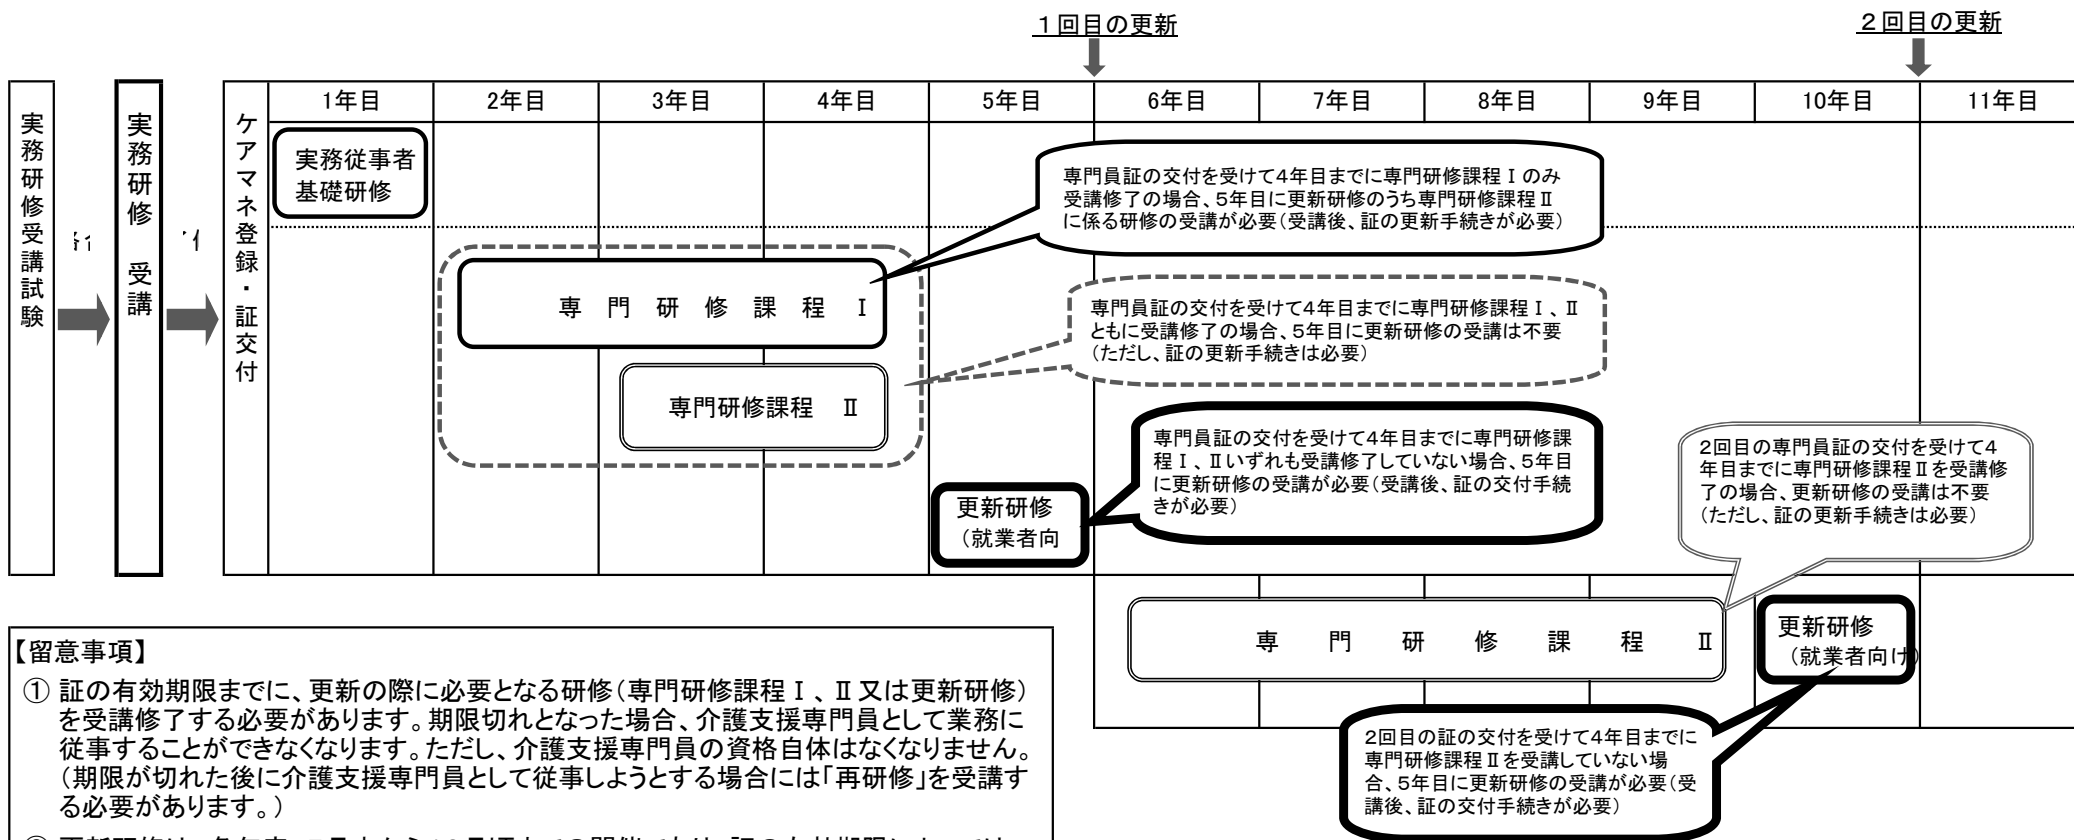 １回目の更新
２回目の更新
実務研修受講試験
実務研修 受講
ケアマネ登録・証交付
1年目
2年目
3年目
4年目
5年目
6年目
7年目
8年目
9年目
10年目
11年目
実務従事者
基礎研修
専門員証の交付を受けて４年目までに専門研修課程Ⅰのみ
受講修了の場合、５年目に更新研修のうち専門研修課程Ⅱ
に係る研修の受講が必要（受講後、証の更新手続きが必要）
専門研修課程Ⅰ
専門員証の交付を受けて４年目までに専門研修課程Ⅰ、Ⅱ
ともに受講修了の場合、５年目に更新研修の受講は不要
（ただし、証の更新手続きは必要）
専門研修課程 Ⅱ
専門員証の交付を受けて４年目までに専門研修課
程Ⅰ、Ⅱいずれも受講修了していない場合、５年目
に更新研修の受講が必要（受講後、証の交付手続
きが必要）
更新研修
（就業者向
２回目の専門員証の交付を受けて４
年目までに専門研修課程Ⅱを受講修
了の場合、更新研修の受講は不要
（ただし、証の更新手続きは必要）
専門研修課程Ⅱ
更新研修
（就業者向け）
２回目の証の交付を受けて４年目までに
専門研修課程Ⅱを受講していない場
合、５年目に更新研修の受講が必要（受
講後、証の交付手続きが必要）
【留意事項】
① 証の有効期限までに、更新の際に必要となる研修（専門研修課程Ⅰ、Ⅱ又は更新研修）
を受講修了する必要があります。期限切れとなった場合、介護支援専門員として業務に
従事することができなくなります。ただし、介護支援専門員の資格自体はなくなりません。
（期限が切れた後に介護支援専門員として従事しようとする場合には「再研修」を受講す
る必要があります。）